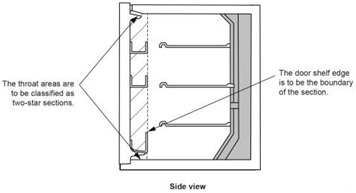 The throat areas are
to be classified as
two-star sections.
The door shelf edge
is to be the boundary
of the section.
Side view